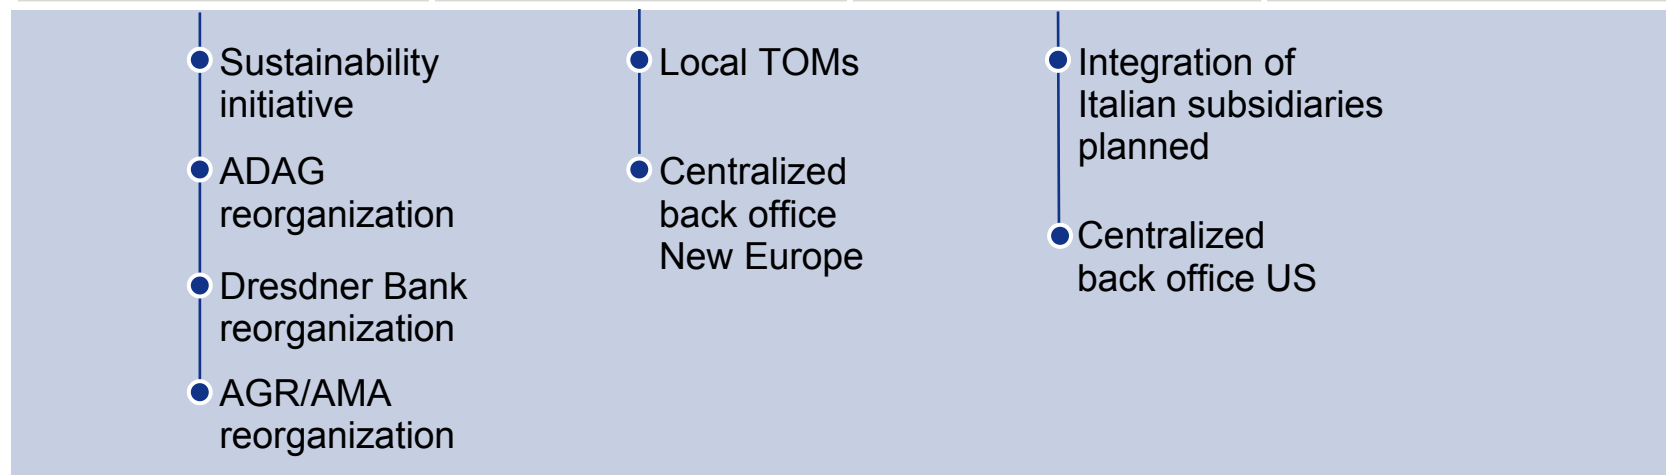 Sustainability
initiative
ADAG
reorganization
Dresdner Bank
reorganization
AGR/AMA
reorganization
Local TOMs
Centralized
back office
New Europe
Integration of
Italian subsidiaries
planned
Centralized
back office US